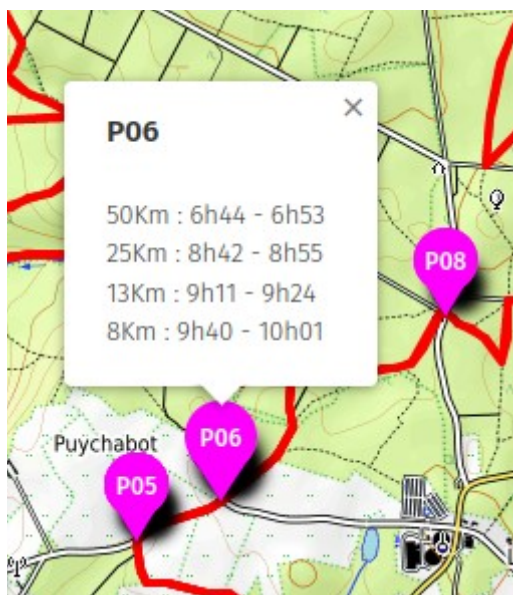 P06
50Km : 6h44 - 6h53
25Km : 8h42 - 8h55
13Km : 9h11 - 9h24
8Km : 9h40 - 10h01
P08
P06
Puychabot
P05